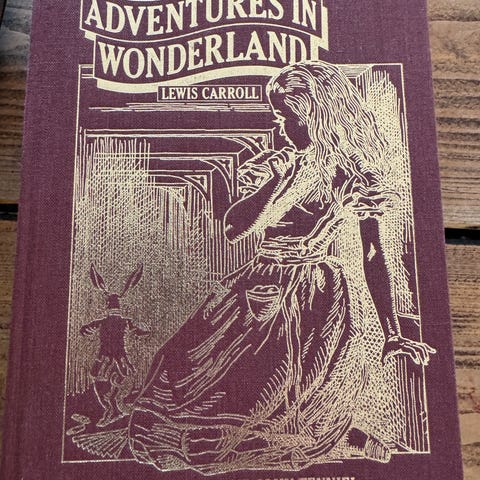 ADVENTURES IN
WONDERLAND
LEWIS CARROLL